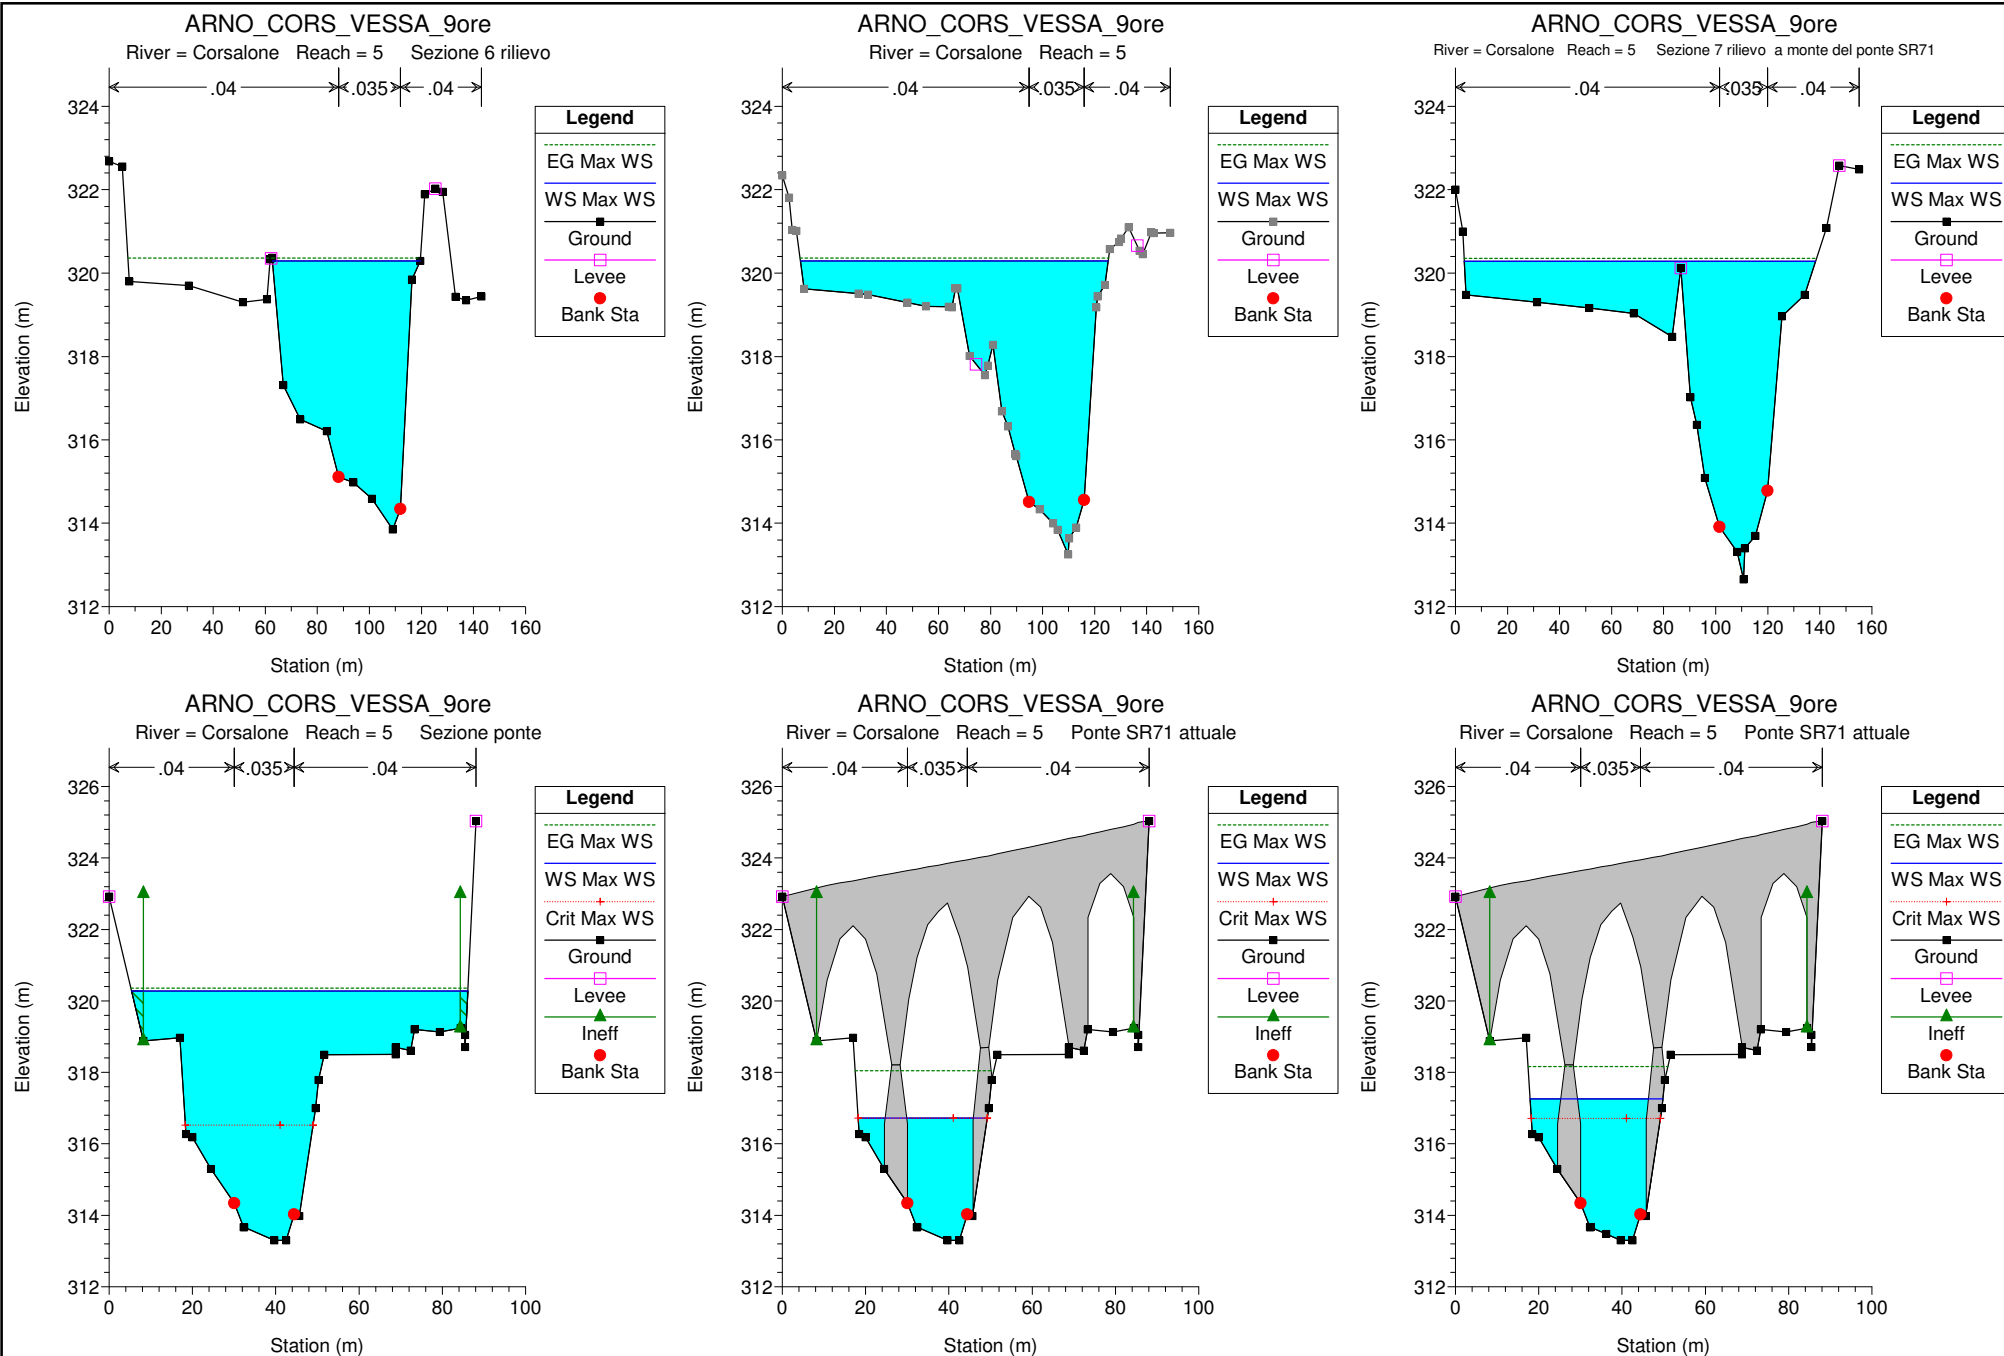 ARNO_CORS_VESSA_9ore
River = Corsalone Reach = 5 Sezione 6 rilievo
.04 .035 .04
324
322
320
318
316
314
312
0 20 40 60 80 100 120 140 160
Station (m)
Elevation (m)
Legend
EG Max WS
WS Max WS
Ground
Levee
Bank Sta
ARNO_CORS_VESSA_9ore
River = Corsalone Reach = 5
.04 .035 .04
324
322
320
318
316
314
312
0 20 40 60 80 100 120 140 160
Station (m)
Elevation (m)
Legend
EG Max WS
WS Max WS
Ground
Levee
Bank Sta
ARNO_CORS_VESSA_9ore
River = Corsalone Reach = 5 Sezione 7 rilievo a monte del ponte SR71
.04 .035 .04
324
322
320
318
316
314
312
0 20 40 60 80 100 120 140 160
Station (m)
Elevation (m)
Legend
EG Max WS
WS Max WS
Ground
Levee
Bank Sta
ARNO_CORS_VESSA_9ore
River = Corsalone Reach = 5 Sezione ponte
.04 .035 .04
326
324
322
320
318
316
314
312
0 20 40 60 80 100
Station (m)
Elevation (m)
Legend
EG Max WS
WS Max WS
Crit Max WS
Ground
Levee
Ineff
Bank Sta
ARNO_CORS_VESSA_9ore
River = Corsalone Reach = 5 Ponte SR71 attuale
.04 .035 .04
326
324
322
320
318
316
314
312
0 20 40 60 80 100
Station (m)
Elevation (m)
Legend
EG Max WS
WS Max WS
Crit Max WS
Ground
Levee
Ineff
Bank Sta
ARNO_CORS_VESSA_9ore
River = Corsalone Reach = 5 Ponte SR71 attuale
.04 .035 .04
326
324
322
320
318
316
314
312
0 20 40 60 80 100
Station (m)
Elevation (m)
Legend
EG Max WS
WS Max WS
Crit Max WS
Ground
Levee
Ineff
Bank Sta